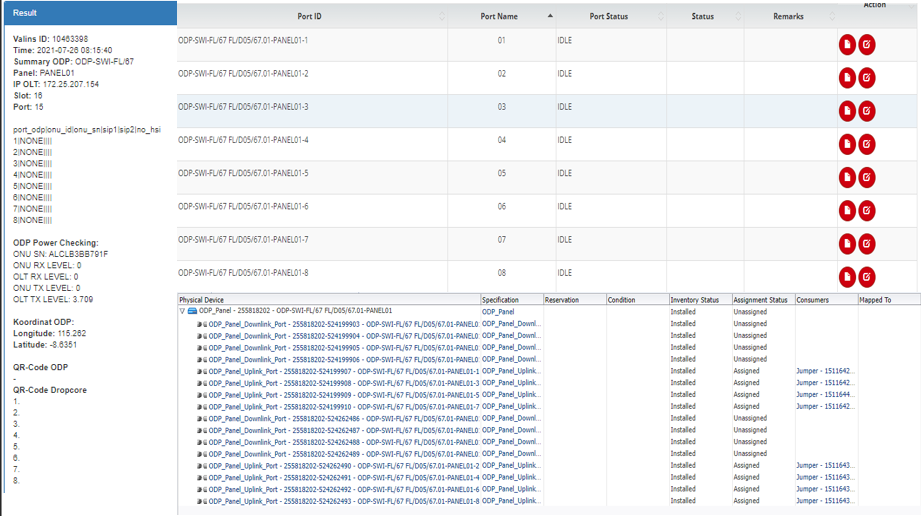 Result
Valins ID: 10463398
Time: 2021-07-26 08:15:40
Summary ODP: ODP-SWI-FL/67
Panel: PANEL01
IP OLT: 172.25.207.154
Slot: 16
Port: 15
port_odp|onu_id|onu_sn|sip1|sip2|no_hsi
1|NONE||||
2|NONE||||
3|NONE||||
4|NONE||||
5|NONE||||
6|NONE||||
7|NONE||||
8|NONE||||
ODP Power Checking:
ONU SN: ALCLB3BB791F
ONU RX LEVEL: 0
OLT RX LEVEL: 0
ONU TX LEVEL: 0
OLT TX LEVEL: 3.709
Koordinat ODP:
Longitude: 115.262
Latitude: -8.6351
QR-Code ODP
-
QR-Code Dropcore
1.
2.
3.
4.
5.
6.
7.
8.
Port ID Port Name Port Status Status Remarks Action
ODP-SWI-FL/67 FL/D05/67.01-PANEL01-1 01 IDLE
ODP-SWI-FL/67 FL/D05/67.01-PANEL01-2 02 IDLE
ODP-SWI-FL/67 FL/D05/67.01-PANEL01-3 03 IDLE
ODP-SWI-FL/67 FL/D05/67.01-PANEL01-4 04 IDLE
ODP-SWI-FL/67 FL/D05/67.01-PANEL01-5 05 IDLE
ODP-SWI-FL/67 FL/D05/67.01-PANEL01-6 06 IDLE
ODP-SWI-FL/67 FL/D05/67.01-PANEL01-7 07 IDLE
ODP-SWI-FL/67 FL/D05/67.01-PANEL01-8 08 IDLE
Physical Device Specification Reservation Condition Inventory Status Assignment Status Consumers Mapped To
ODP_Panel - 255818202 - ODP-SWI-FL/67 FL/D05/67.01-PANEL01 ODP_Panel Installed Unassigned
ODP_Panel_Downlink_Port - 255818202-524199903 - ODP-SWI-FL/67 FL/D05/67.01-PANEL0 ODP_Panel_Downl... Installed Unassigned
ODP_Panel_Downlink_Port - 255818202-524199904 - ODP-SWI-FL/67 FL/D05/67.01-PANEL0 ODP_Panel_Downl... Installed Unassigned
ODP_Panel_Downlink_Port - 255818202-524199905 - ODP-SWI-FL/67 FL/D05/67.01-PANEL0 ODP_Panel_Downl... Installed Unassigned
ODP_Panel_Downlink_Port - 255818202-524199906 - ODP-SWI-FL/67 FL/D05/67.01-PANEL0 ODP_Panel_Downl... Installed Unassigned
ODP_Panel_Uplink_Port - 255818202-524199907 - ODP-SWI-FL/67 FL/D05/67.01-PANEL01-1 ODP_Panel_Uplink... Installed Assigned Jumper - 1511642...
ODP_Panel_Uplink_Port - 255818202-524199908 - ODP-SWI-FL/67 FL/D05/67.01-PANEL01-3 ODP_Panel_Uplink... Installed Assigned Jumper - 1511642...
ODP_Panel_Uplink_Port - 255818202-524199909 - ODP-SWI-FL/67 FL/D05/67.01-PANEL01-5 ODP_Panel_Uplink... Installed Assigned Jumper - 1511644...
ODP_Panel_Uplink_Port - 255818202-524199910 - ODP-SWI-FL/67 FL/D05/67.01-PANEL01-7 ODP_Panel_Uplink... Installed Assigned Jumper - 1511642...
ODP_Panel_Downlink_Port - 255818202-524262486 - ODP-SWI-FL/67 FL/D05/67.01-PANEL0 ODP_Panel_Downl... Installed Unassigned
ODP_Panel_Downlink_Port - 255818202-524262487 - ODP-SWI-FL/67 FL/D05/67.01-PANEL0 ODP_Panel_Downl... Installed Unassigned
ODP_Panel_Downlink_Port - 255818202-524262488 - ODP-SWI-FL/67 FL/D05/67.01-PANEL0 ODP_Panel_Downl... Installed Unassigned
ODP_Panel_Downlink_Port - 255818202-524262489 - ODP-SWI-FL/67 FL/D05/67.01-PANEL0 ODP_Panel_Downl... Installed Unassigned
ODP_Panel_Uplink_Port - 255818202-524262490 - ODP-SWI-FL/67 FL/D05/67.01-PANEL01-2 ODP_Panel_Uplink... Installed Assigned Jumper - 1511643...
ODP_Panel_Uplink_Port - 255818202-524262491 - ODP-SWI-FL/67 FL/D05/67.01-PANEL01-4 ODP_Panel_Uplink... Installed Assigned Jumper - 1511643...
ODP_Panel_Uplink_Port - 255818202-524262492 - ODP-SWI-FL/67 FL/D05/67.01-PANEL01-6 ODP_Panel_Uplink... Installed Assigned Jumper - 1511643...
ODP_Panel_Uplink_Port - 255818202-524262493 - ODP-SWI-FL/67 FL/D05/67.01-PANEL01-8 ODP_Panel_Uplink... Installed Assigned Jumper - 1511643...